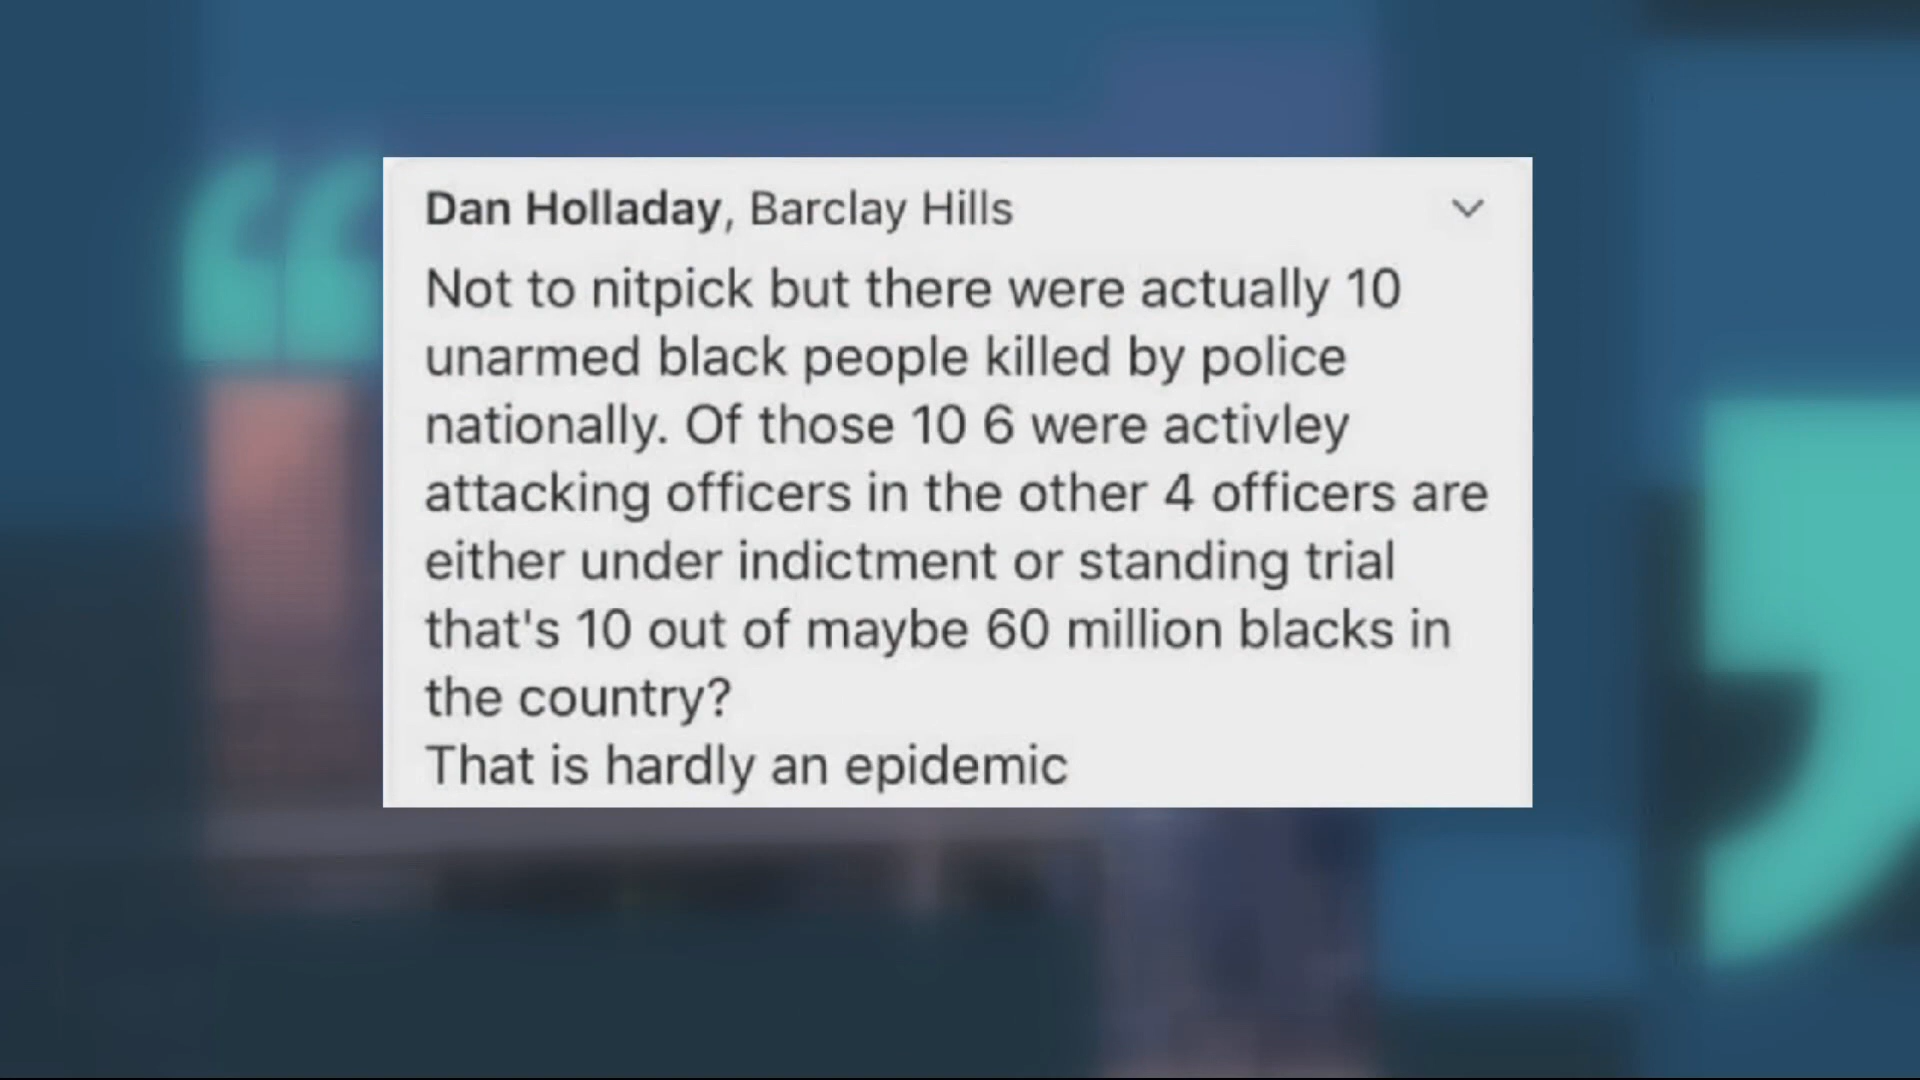 Dan Holladay, Barclay Hills
Not to nitpick but there were actually 10
unarmed black people killed by police
nationally. Of those 10 6 were activley
attacking officers in the other 4 officers are
either under indictment or standing trial
that's 10 out of maybe 60 million blacks in
the country?
That is hardly an epidemic